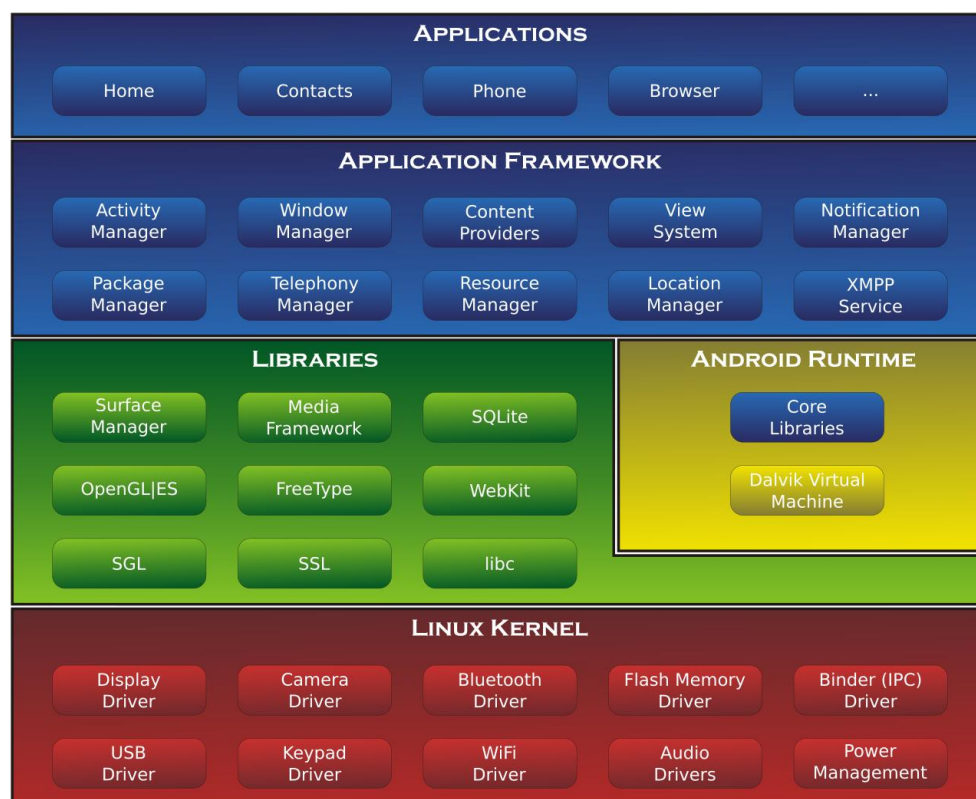 APPLICATIONS
Home
Contacts
Phone
Browser
...
APPLICATION FRAMEWORK
Activity
Manager
Window
Manager
Content
Providers
View
System
Notification
Manager
Package
Manager
Telephony
Manager
Resource
Manager
Location
Manager
XMPP
Service
LIBRARIES
Surface
Manager
Media
Framework
SQLite
OpenGL|ES
FreeType
WebKit
SGL
SSL
libc
ANDROID RUNTIME
Core
Libraries
Dalvik Virtual
Machine
LINUX KERNEL
Display
Driver
Camera
Driver
Bluetooth
Driver
Flash Memory
Driver
Binder (IPC)
Driver
USB
Driver
Keypad
Driver
WiFi
Driver
Audio
Drivers
Power
Management